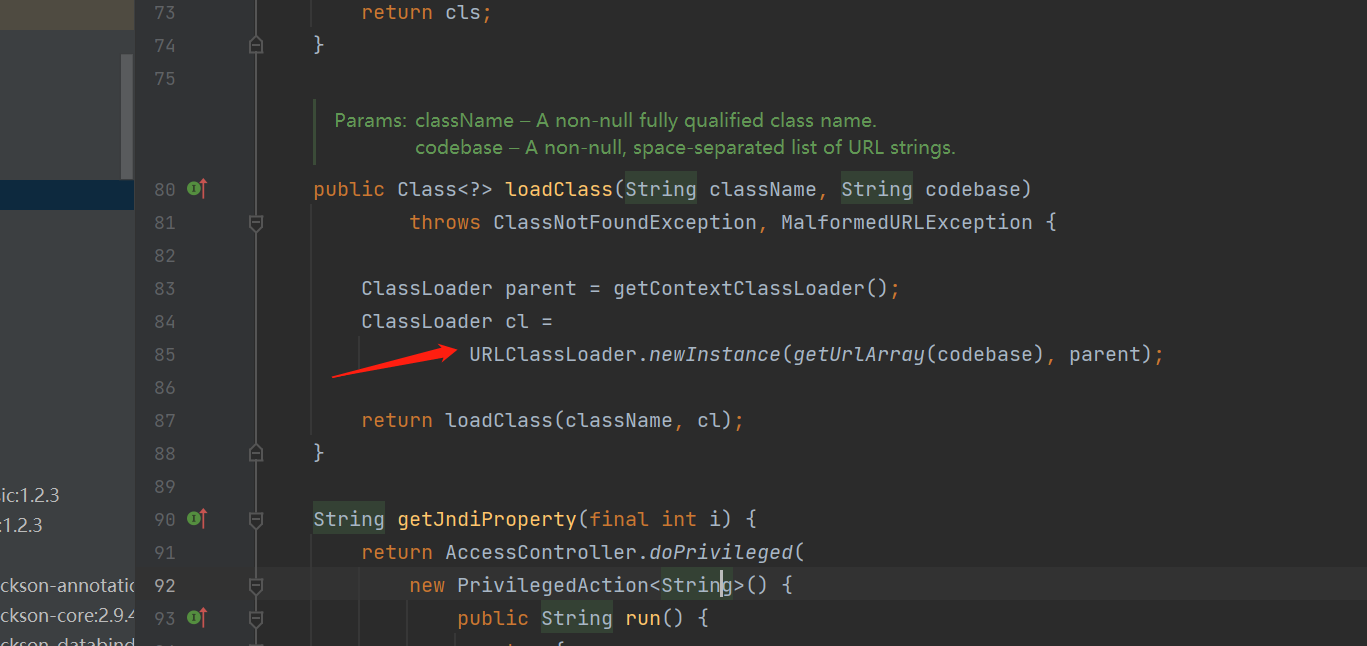 73 return cls;
74 }
75
Params: className – A non-null fully qualified class name.
codebase – A non-null, space-separated list of URL strings.
80 public Class<?> loadClass(String className, String codebase)
81 throws ClassNotFoundException, MalformedURLException {
82
83 ClassLoader parent = getContextClassLoader();
84 ClassLoader cl =
85 URLClassLoader.newInstance(getUrlArray(codebase), parent);
86
87 return loadClass(className, cl);
88 }
89
90 String getJndiProperty(final int i) {
91 return AccessController.doPrivileged(
92 new PrivilegedAction<String>() {
93 public String run() {
ic:1.2.3
:1.2.3
ckson-annotatio
ckson-core:2.9.4
ckson-databind